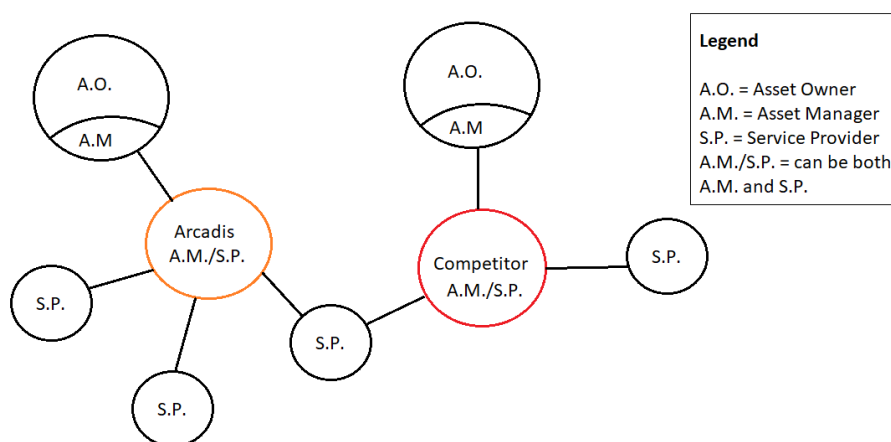 A.O.
A.M
A.O.
A.M
Legend
A.O. = Asset Owner
A.M. = Asset Manager
S.P. = Service Provider
A.M./S.P. = can be both
A.M. and S.P.
Arcadis
A.M./S.P.
Competitor
A.M./S.P.
S.P.
S.P.
S.P.
S.P.